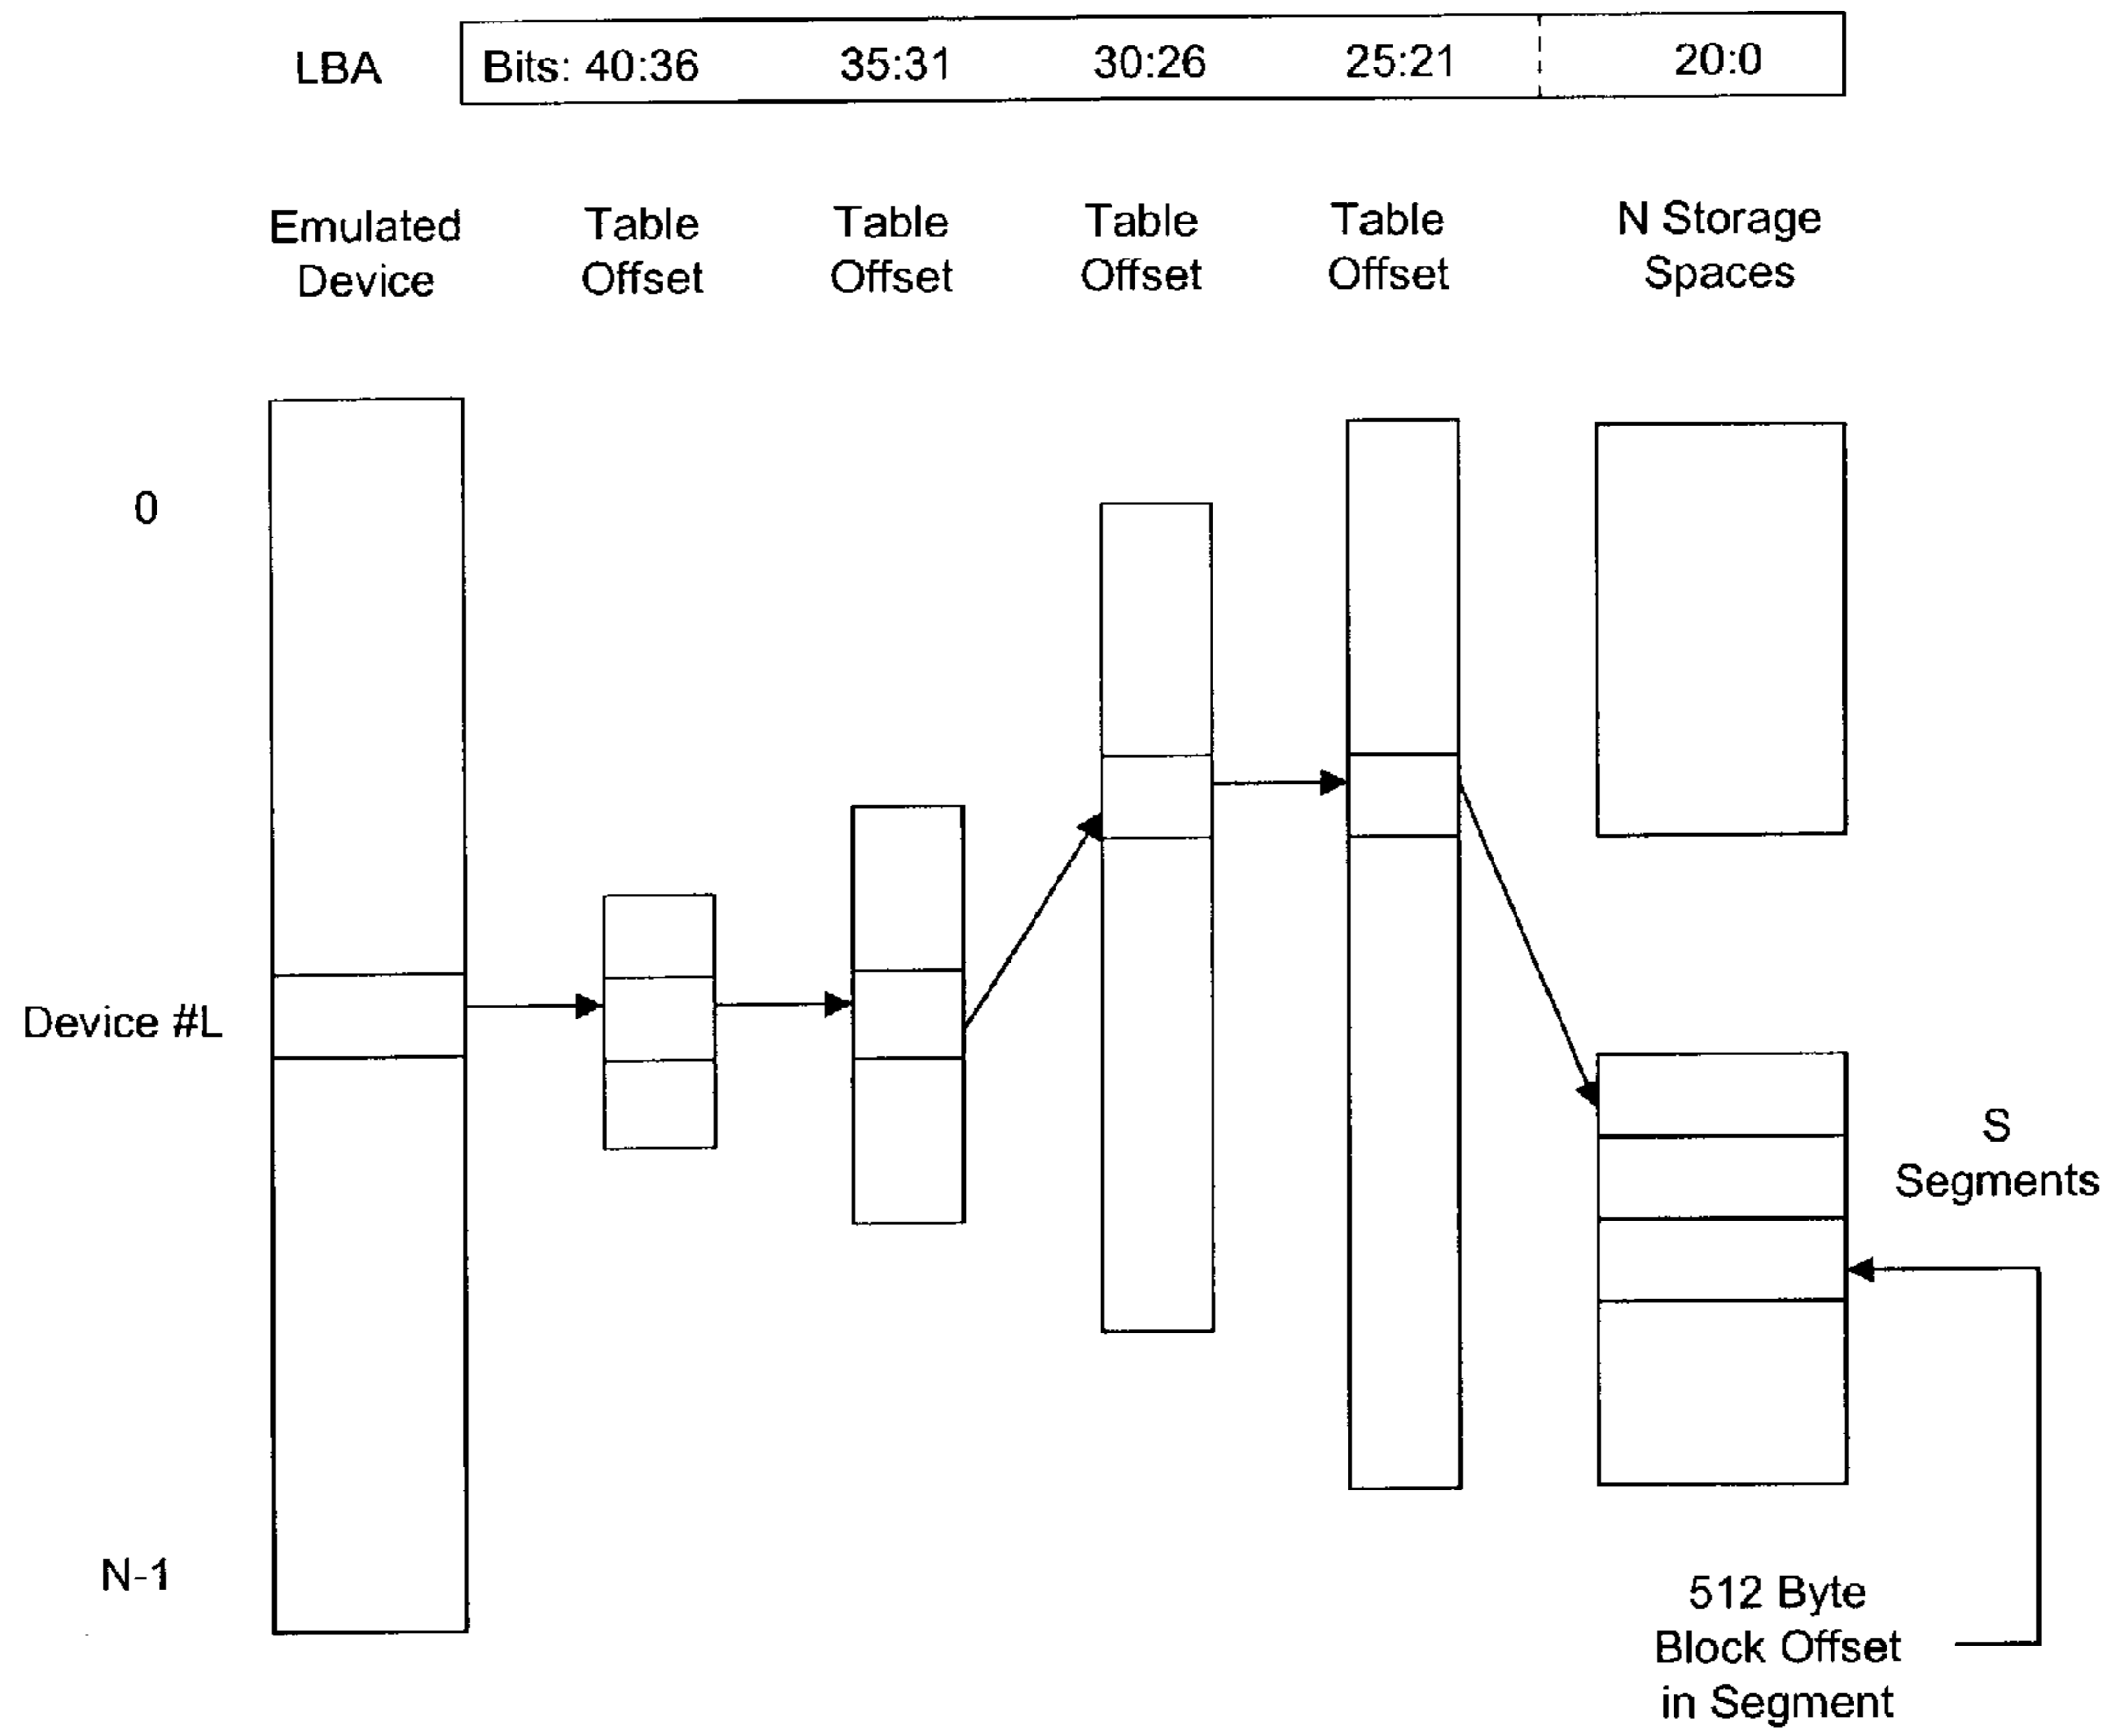 LBA Bits: 40:36 35:31 30:26 25:21 20:0
Emulated Table Table Table Table N Storage
Device Offset Offset Offset Offset Spaces
0
Device #L
S
Segments
N-1
512 Byte
Block Offset
in Segment